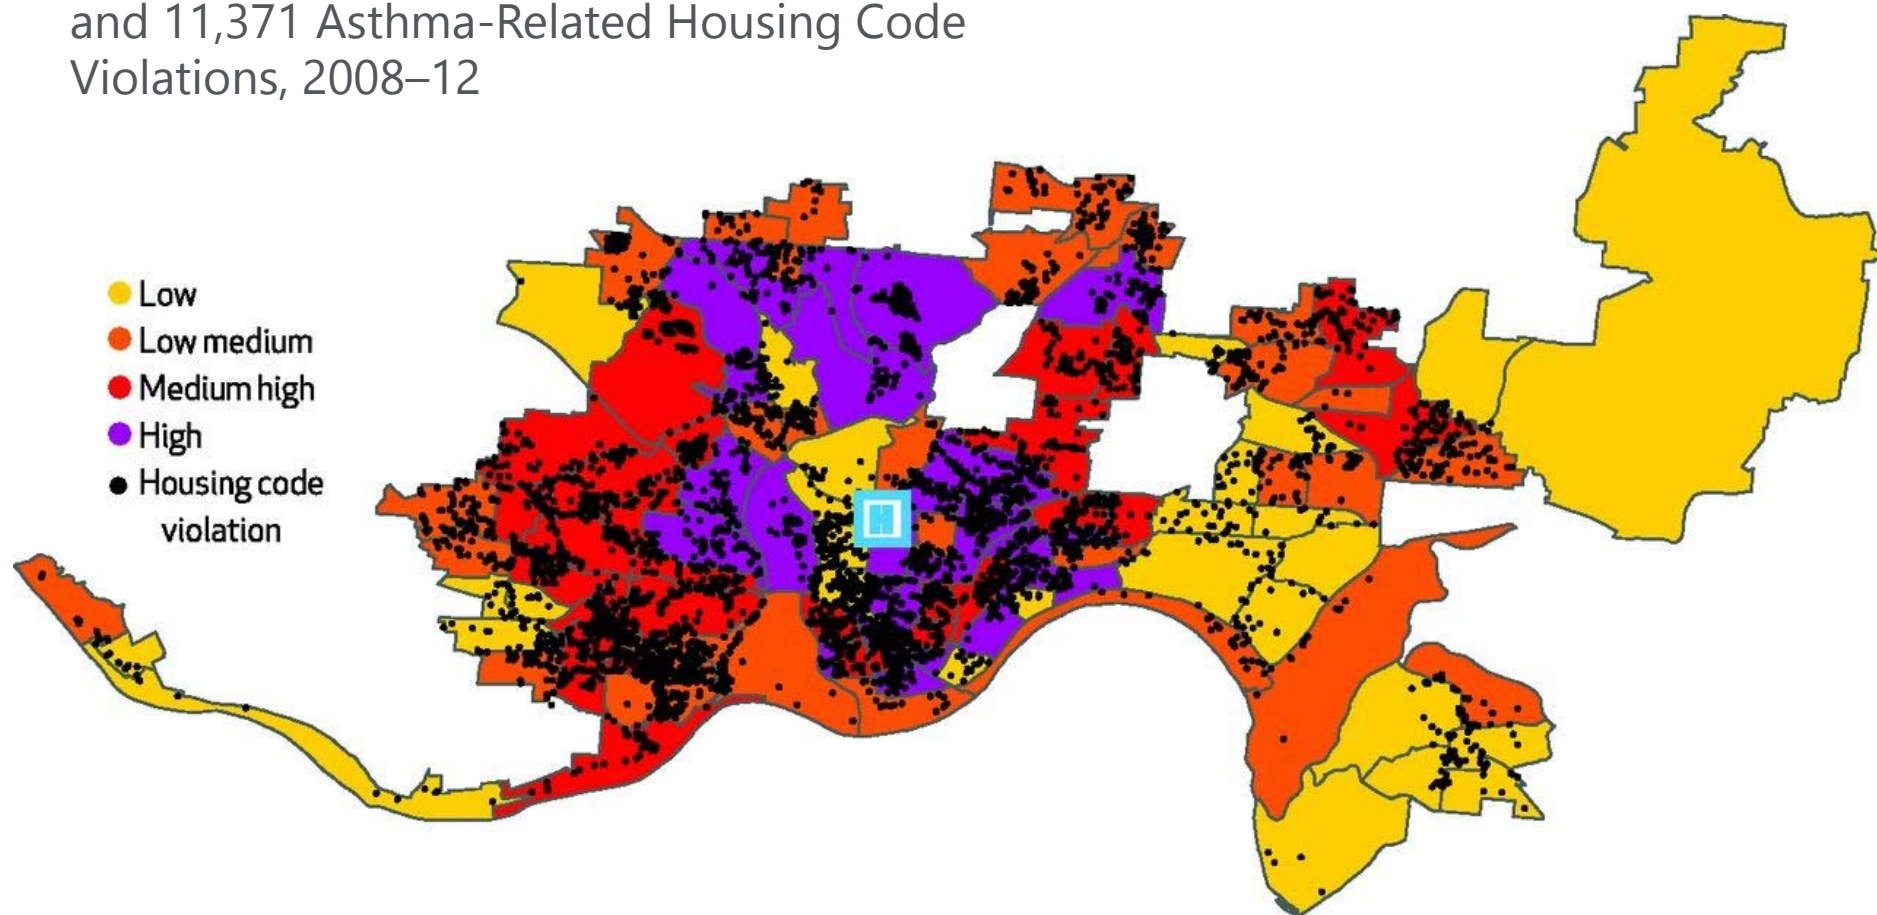 and 11,371 Asthma-Related Housing Code
Violations, 2008–12
Low
Low medium
Medium high
High
Housing code
violation
H